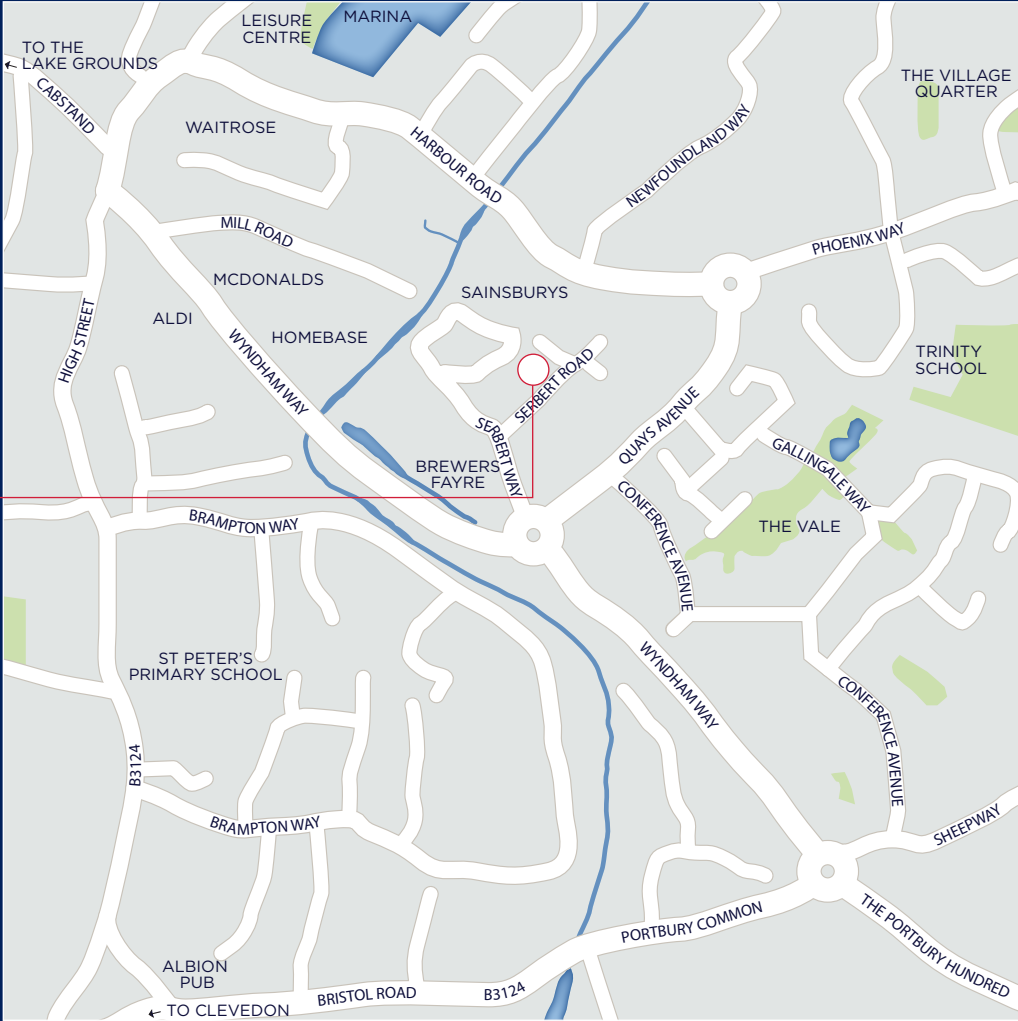 LEISURE
CENTRE
MARINA
TO THE
← LAKE GROUNDS
CABSTAND
THE VILLAGE
QUARTER
WAITROSE
HARBOUR ROAD
NEWFOUNDLAND WAY
MILL ROAD
PHOENIX WAY
MCDONALDS
SAINSBURYS
ALDI
HOMEBASE
HIGH STREET
WYNDHAM WAY
TRINITY
SCHOOL
SERBERT ROAD
SERBERT WAY
QUAYS AVENUE
BREWERS
FAYRE
GALLINGALE WAY
CONFERENCE AVENUE
BRAMPTON WAY
THE VALE
ST PETER'S
PRIMARY SCHOOL
WYNDHAM WAY
CONFERENCE AVENUE
B3124
BRAMPTON WAY
SHEEPWAY
PORTBURY COMMON
THE PORTBURY HUNDRED
ALBION
PUB
BRISTOL ROAD
B3124
← TO CLEVEDON